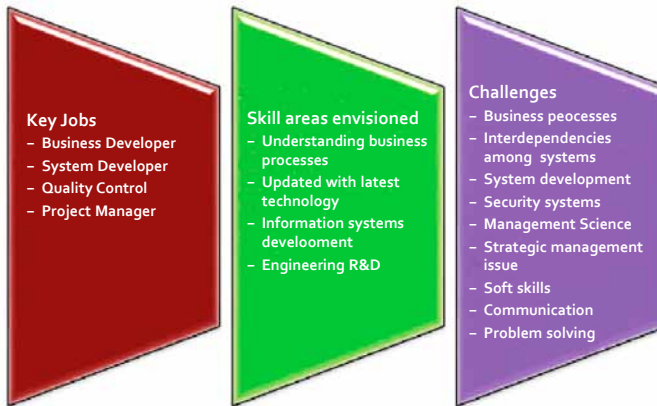 Key Jobs
– Business Developer
– System Developer
– Quality Control
– Project Manager
Skill areas envisioned
– Understanding business
processes
– Updated with latest
technology
– Information systems
develooment
– Engineering R&D
Challenges
– Business peocesses
– Interdependencies
among systems
– System development
– Security systems
– Management Science
– Strategic management
issue
– Soft skills
– Communication
– Problem solving